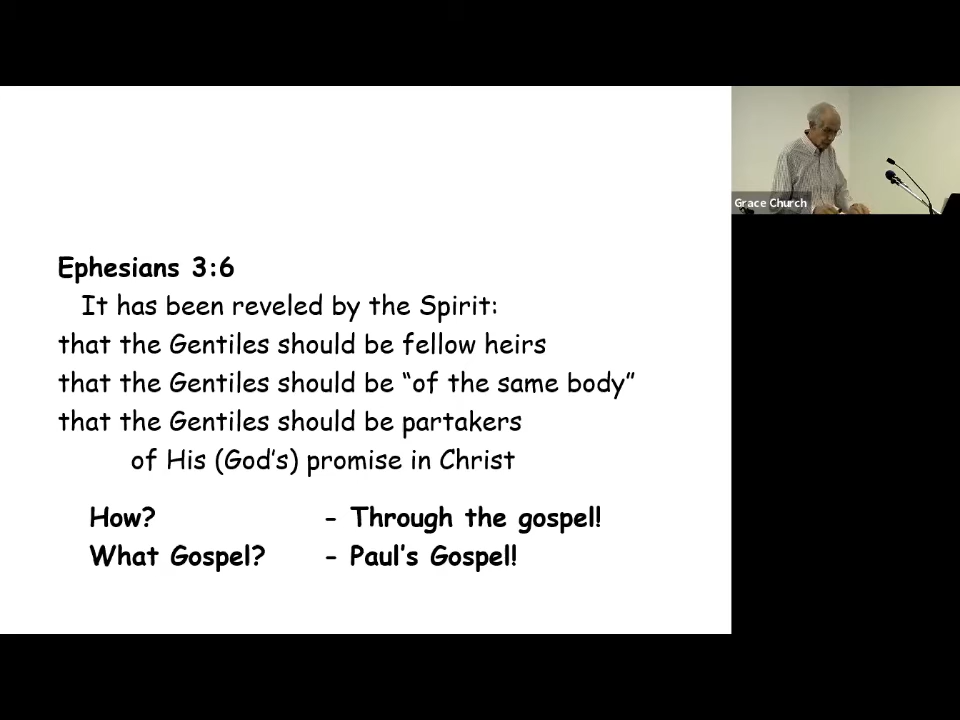 Ephesians 3:6
It has been reveled by the Spirit:
that the Gentiles should be fellow heirs
that the Gentiles should be “of the same body”
that the Gentiles should be partakers
of His (God’s) promise in Christ
How? - Through the gospel!
What Gospel? - Paul’s Gospel!
Grace Church